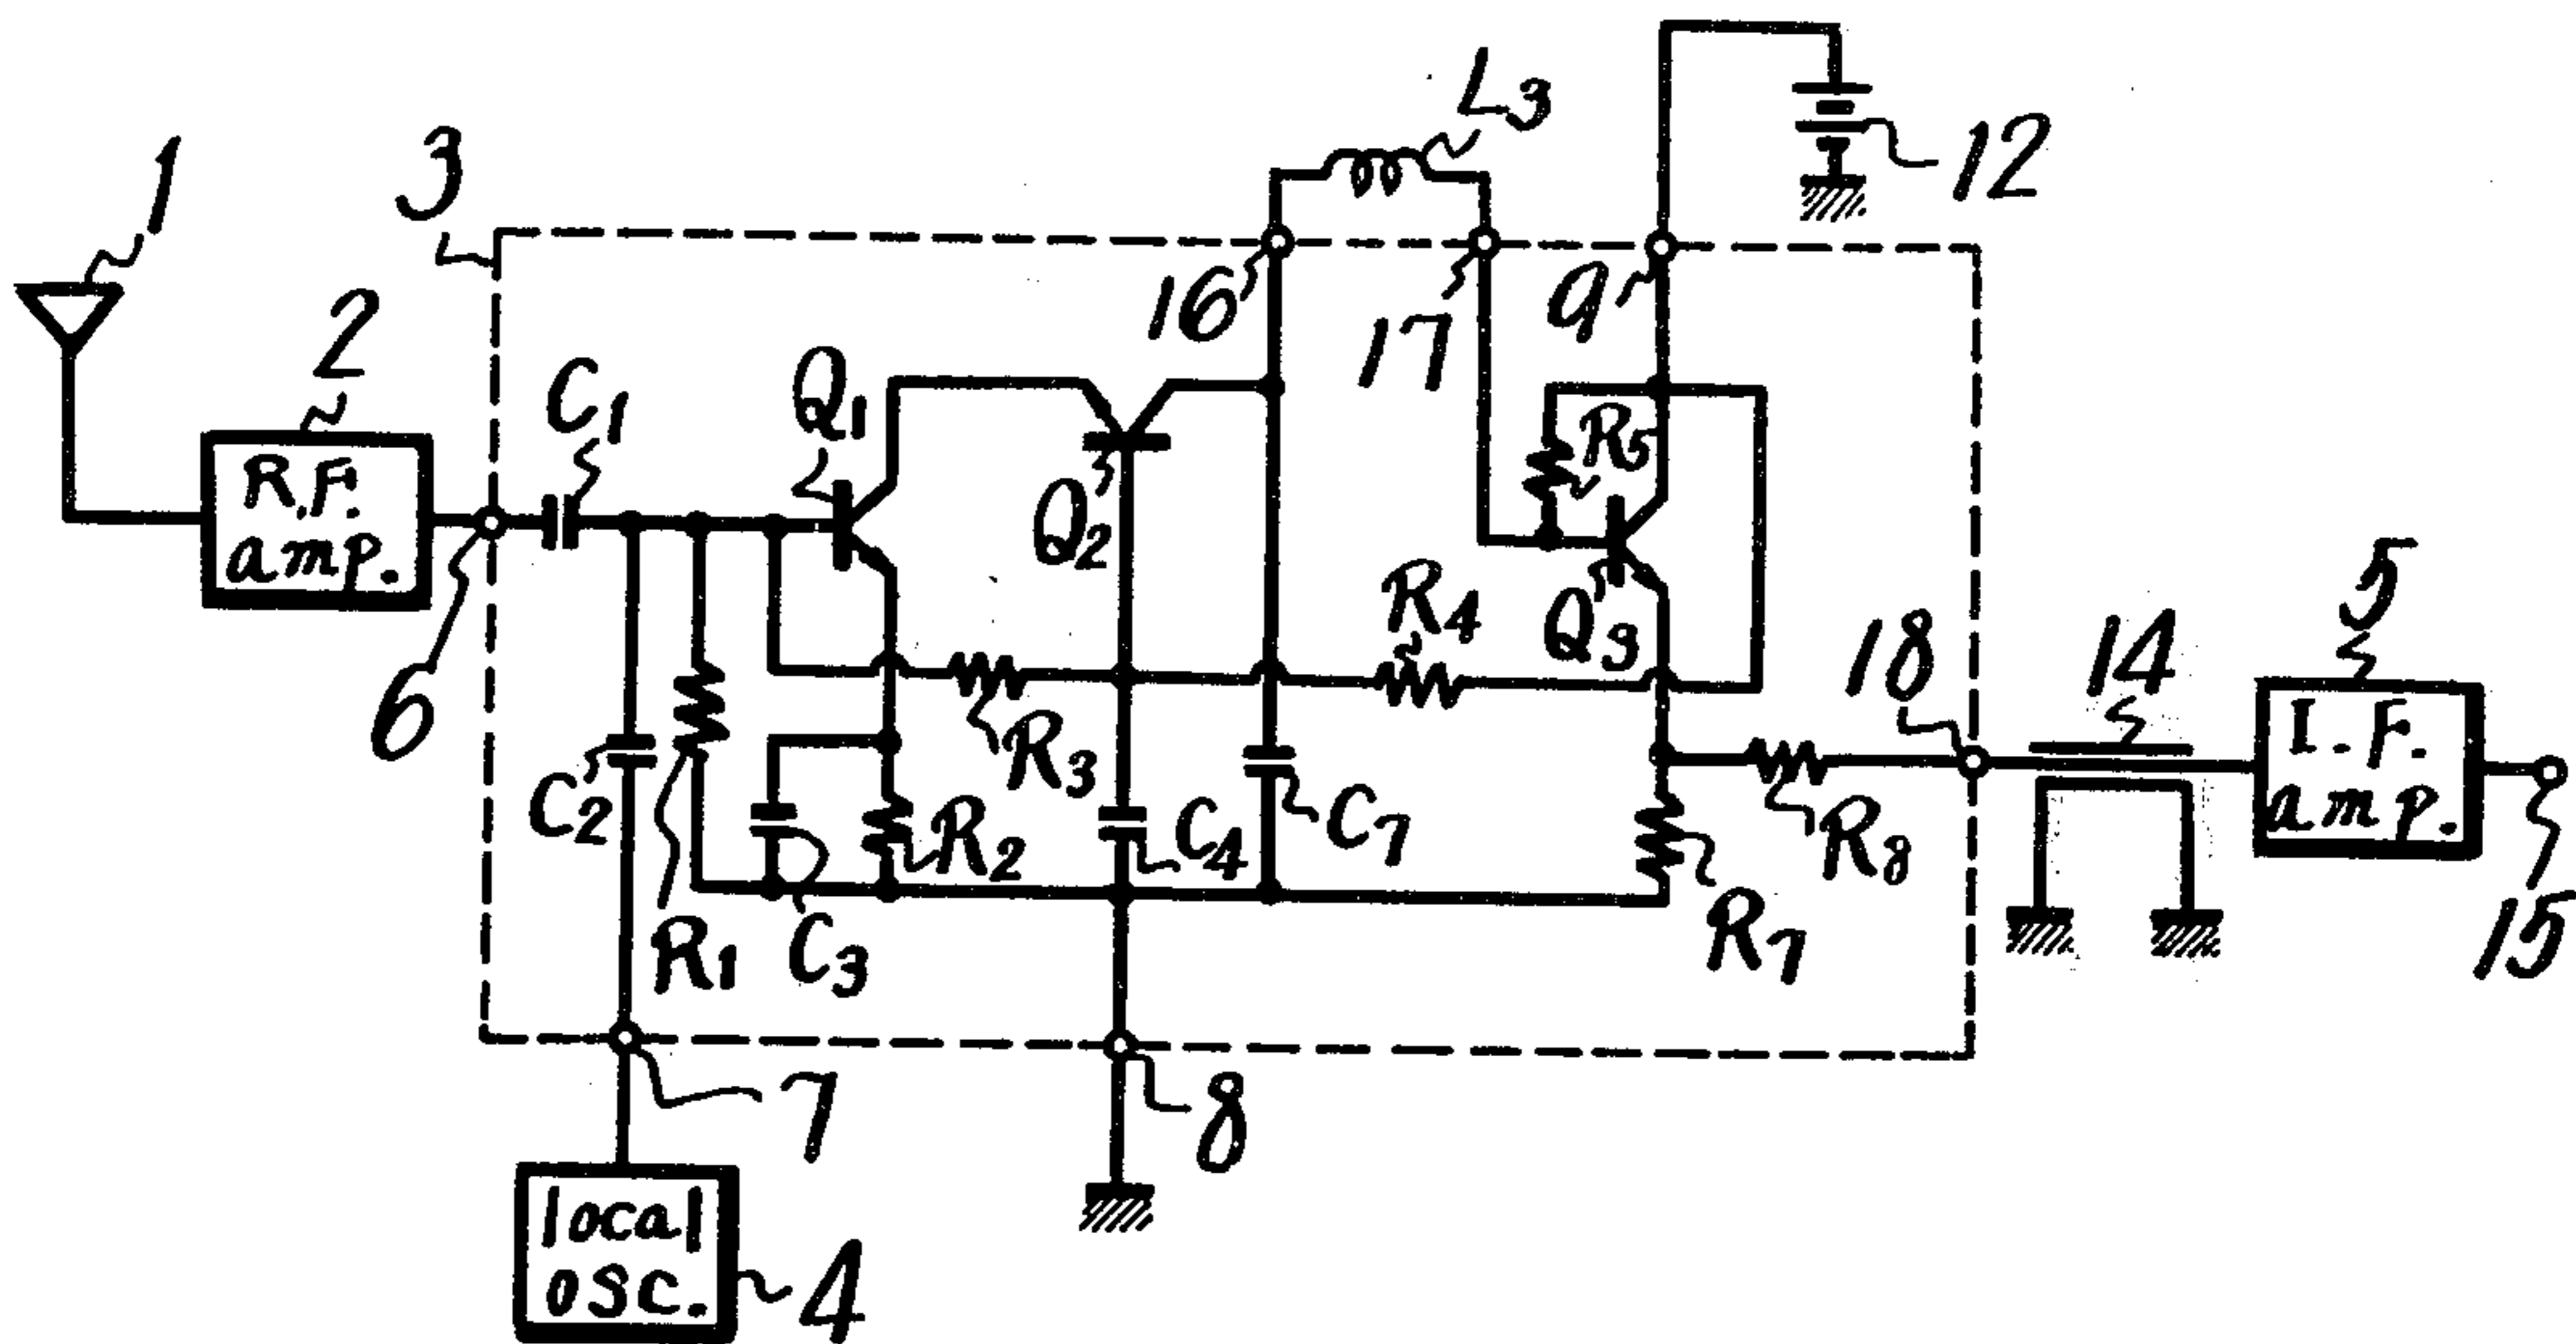 1
2
3
L3
12
16
17
9
C1
Q1
Q2
R5
R.F.
amp.
6
R4
Q3
18
14
5
I.F.
amp.
C2
R1
C3
R2
R3
C4
C7
R8
R7
15
7
8
local
osc.
4